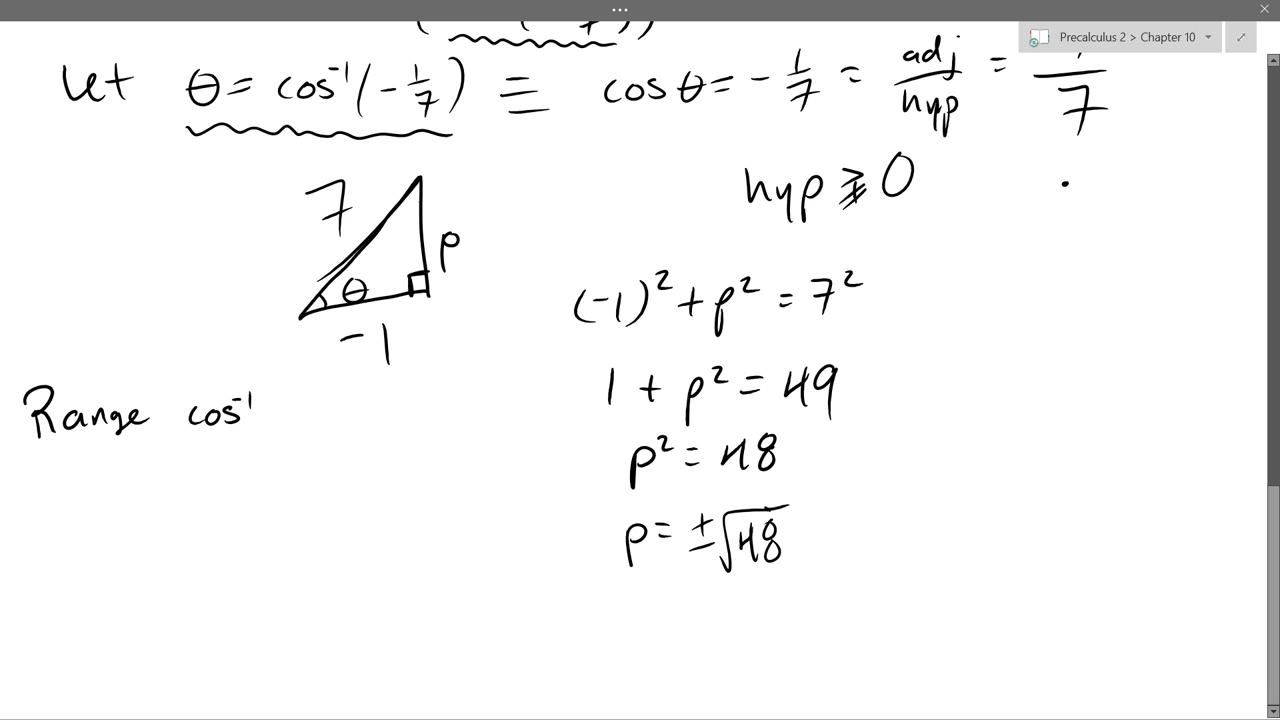 Precalculus 2 > Chapter 10
Let θ = cos⁻¹(-1/7) ≡ cos θ = -1/7 = adj/hyp = /7
hyp ≥ 0
7
p
θ
-1
(-1)² + p² = 7²
1 + p² = 49
Range cos⁻¹
p² = 48
p = ±√48